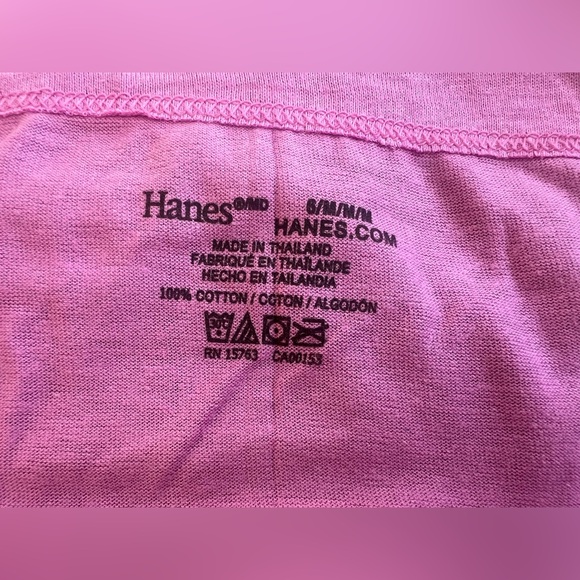 Hanes®/MD 6/M/M/M
HANES.COM
MADE IN THAILAND
FABRIQUÉ EN THAÏLANDE
HECHO EN TAILANDIA
100% COTTON / COTON / ALGODÓN
30°C
RN 15763 CA00153